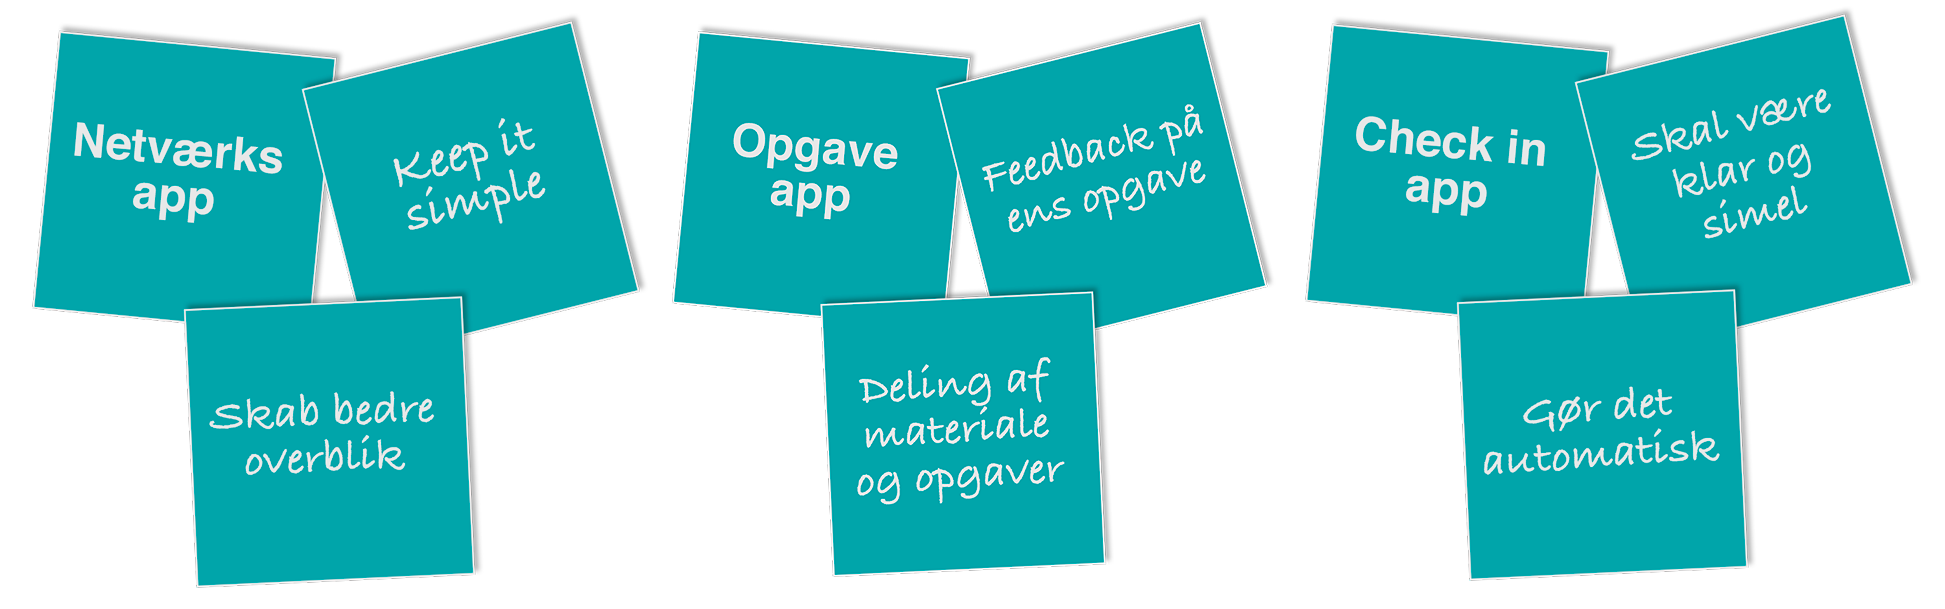 Netværks
app
Keep it
simple
Skab bedre
overblik
Opgave
app
Feedback på
ens opgave
Deling af
materiale
og opgaver
Check in
app
Skal være
klar og
simel
Gør det
automatisk